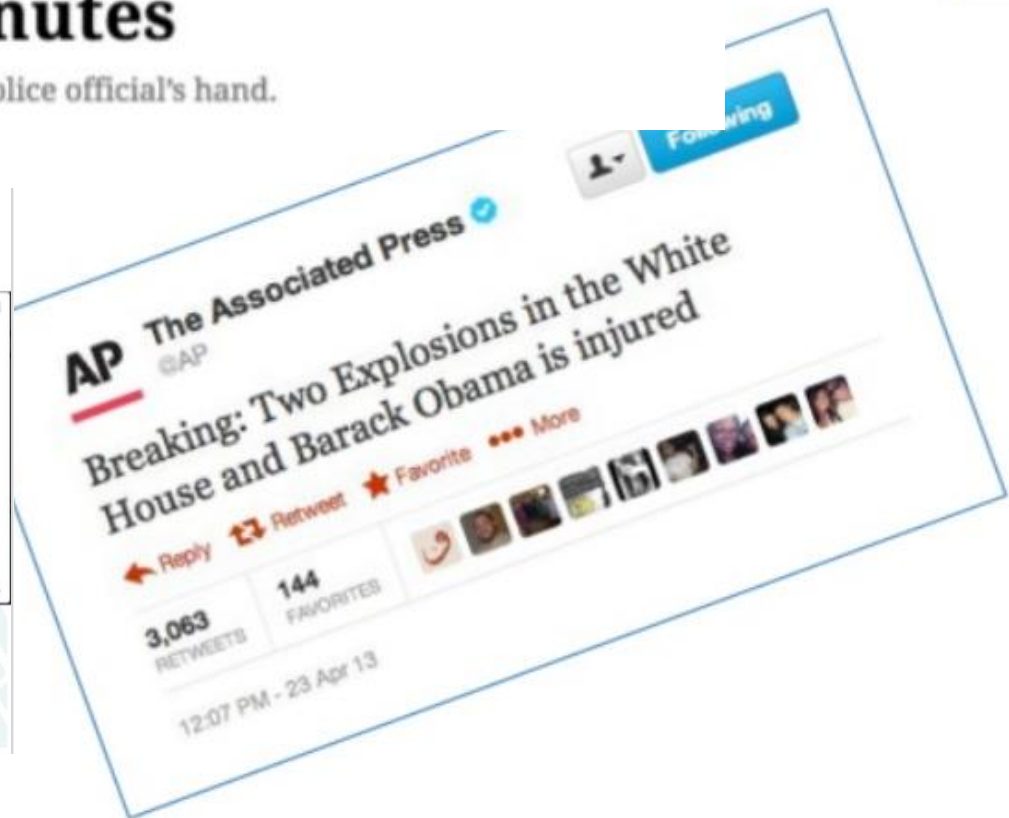 nutes
olice official's hand.
Following
AP The Associated Press
@AP
Breaking: Two Explosions in the White
House and Barack Obama is injured
Reply Retweet Favorite More
3,063 144
RETWEETS FAVORITES
12:07 PM - 23 Apr 13